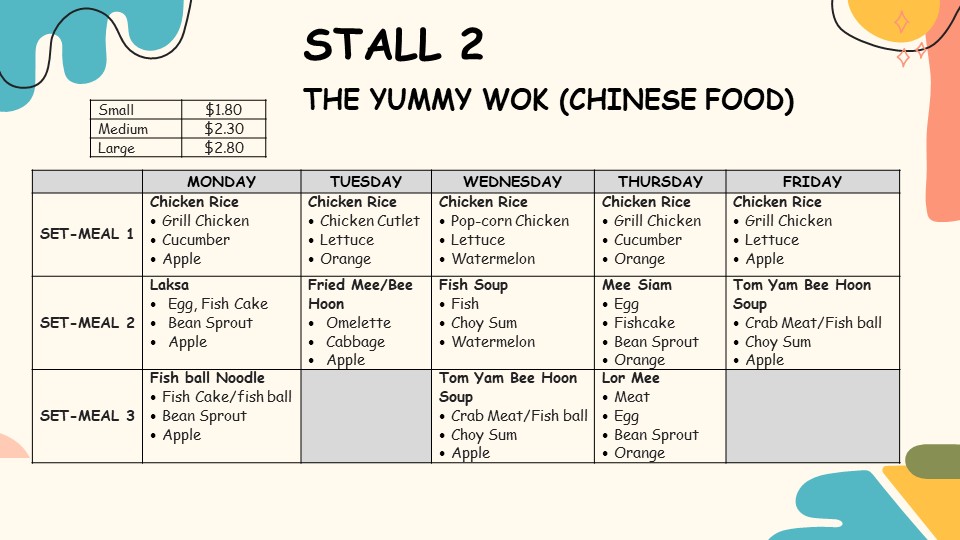 STALL 2
THE YUMMY WOK (CHINESE FOOD)
Small $1.80
Medium $2.30
Large $2.80
MONDAY TUESDAY WEDNESDAY THURSDAY FRIDAY
SET-MEAL 1
Chicken Rice
• Grill Chicken
• Cucumber
• Apple
Chicken Rice
• Chicken Cutlet
• Lettuce
• Orange
Chicken Rice
• Pop-corn Chicken
• Lettuce
• Watermelon
Chicken Rice
• Grill Chicken
• Cucumber
• Orange
Chicken Rice
• Grill Chicken
• Lettuce
• Apple
SET-MEAL 2
Laksa
• Egg, Fish Cake
• Bean Sprout
• Apple
Fried Mee/Bee
Hoon
• Omelette
• Cabbage
• Apple
Fish Soup
• Fish
• Choy Sum
• Watermelon
Mee Siam
• Egg
• Fishcake
• Bean Sprout
• Orange
Tom Yam Bee Hoon
Soup
• Crab Meat/Fish ball
• Choy Sum
• Apple
SET-MEAL 3
Fish ball Noodle
• Fish Cake/fish ball
• Bean Sprout
• Apple
Tom Yam Bee Hoon
Soup
• Crab Meat/Fish ball
• Choy Sum
• Apple
Lor Mee
• Meat
• Egg
• Bean Sprout
• Orange